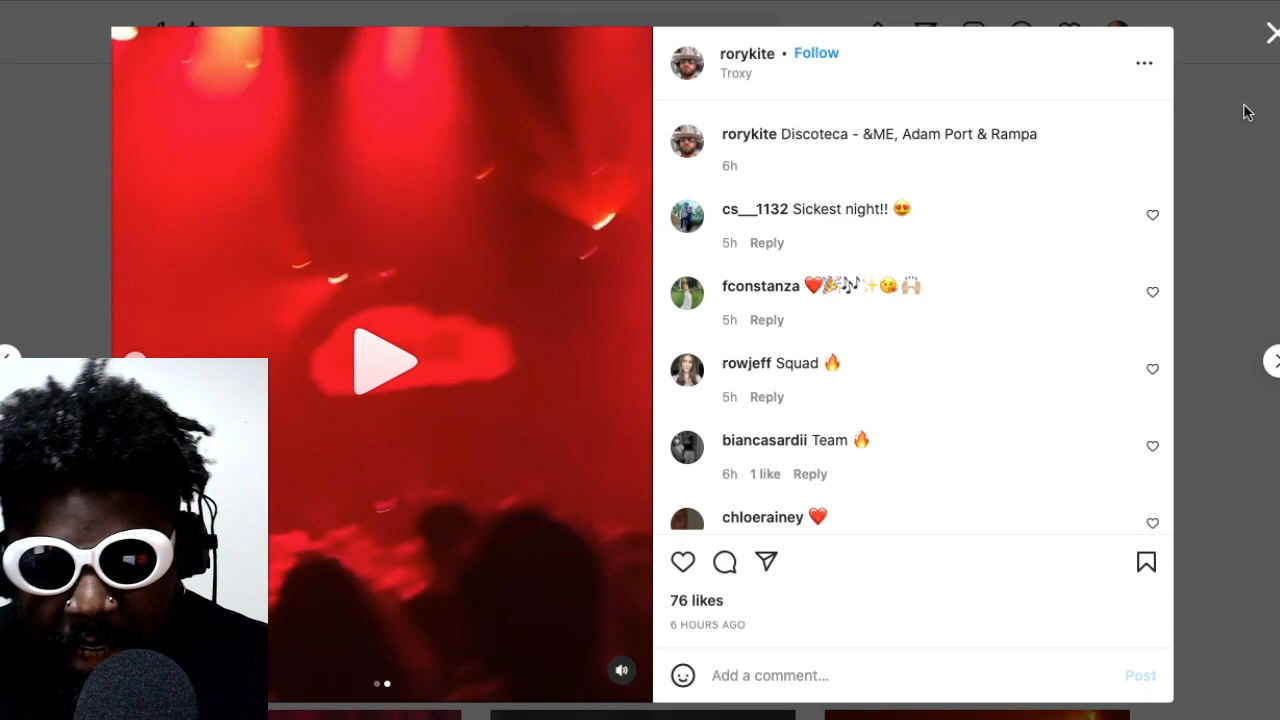 rorykite • Follow
Troxy
rorykite Discoteca - &ME, Adam Port & Rampa
6h
cs___1132 Sickest night!! 😍
5h Reply
fconstanza ❤️🎉🎶✨😘🙌🏼
5h Reply
rowjeff Squad 🔥
5h Reply
biancasardii Team 🔥
6h 1 like Reply
chloerainey ❤️
76 likes
6 HOURS AGO
Add a comment...
Post